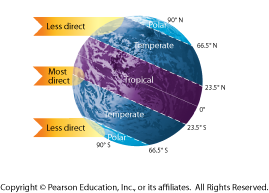 90° N
Less direct
Polar
66.5° N
Temperate
Most
direct
Tropical
23.5° N
0°
Temperate
23.5° S
Less direct
Polar
90° S
66.5° S
Copyright © Pearson Education, Inc., or its affiliates. All Rights Reserved.